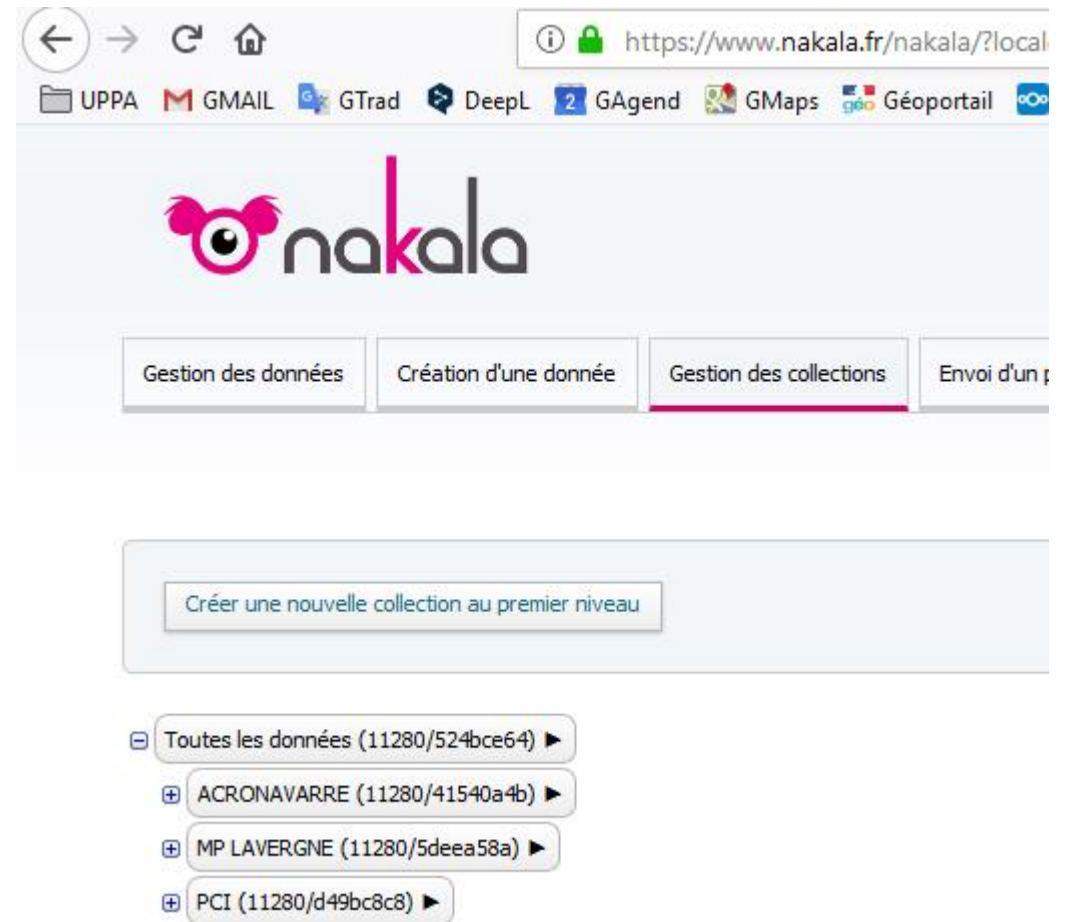 https://www.nakala.fr/nakala/?local
UPPA GMAIL GTrad DeepL 2 GAgend GMaps géo Géoportail
nakala
Gestion des données Création d'une donnée Gestion des collections Envoi d'un p
Créer une nouvelle collection au premier niveau
Toutes les données (11280/524bce64)
ACRONAVARRE (11280/41540a4b)
MP LAVERGNE (11280/5deea58a)
PCI (11280/d49bc8c8)